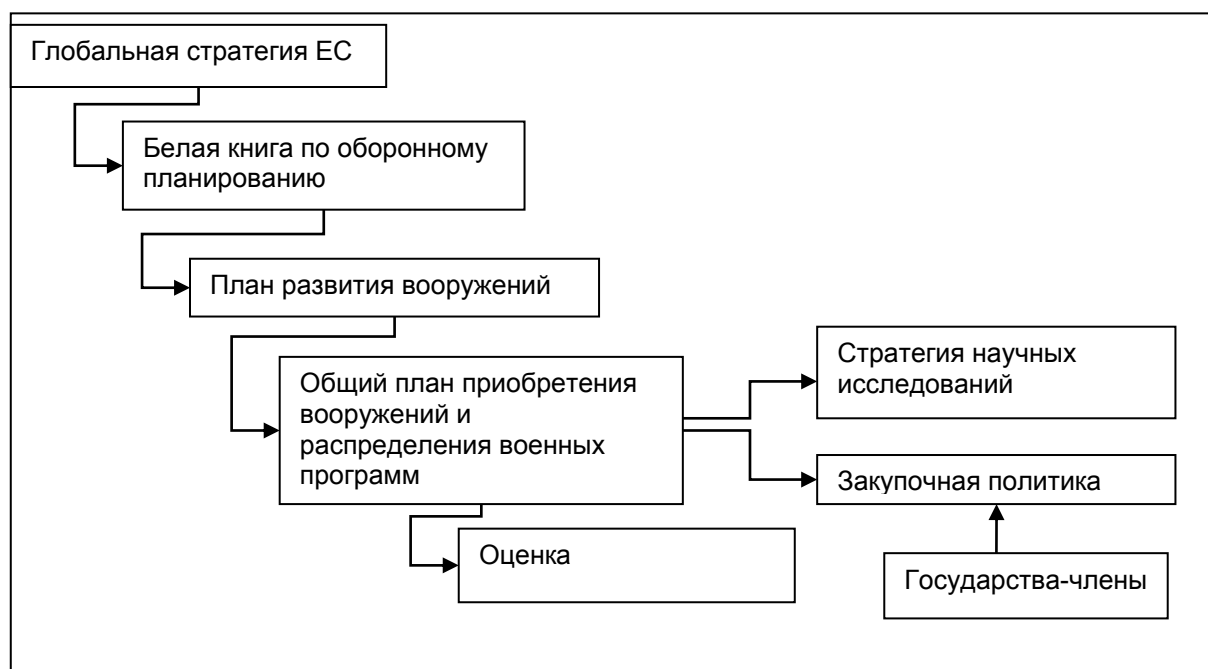 Глобальная стратегия ЕС
Белая книга по оборонному
планированию
План развития вооружений
Общий план приобретения
вооружений и
распределения военных
программ
Стратегия научных
исследований
Закупочная политика
Оценка
Государства-члены